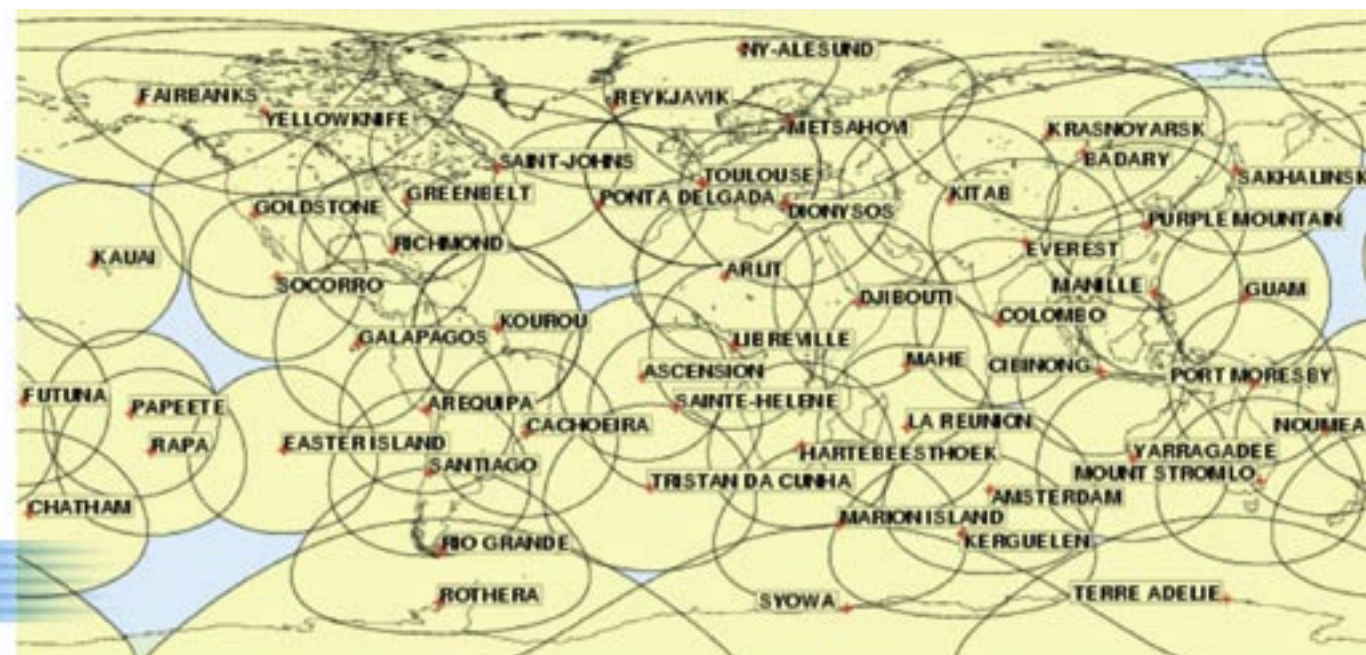 NY-ALESUND
FAIRBANKS
REYKJAVIK
YELLOWKNIFE
METSAHOVI
KRASNOYARSK
SAINT-JOHNS
BADARY
TOULOUSE
SAKHALINSK
GREENBELT
PONTA DELGADA
KITAB
GOLDSTONE
DIONYSOS
PURPLE MOUNTAIN
RICHMOND
EVEREST
KAUAI
ARLIT
SOCORRO
MANILLE
GUAM
DJIBOUTI
COLOMBO
KOUROU
GALAPAGOS
LIBREVILLE
MAHE
CIBINONG
ASCENSION
PORT MORESBY
FUTUNA
PAPEETE
AREQUIPA
SAINTE-HELENE
CACHOEIRA
LA REUNION
NOUMEA
RAPA
EASTER ISLAND
HARTEBEESTHOEK
YARRAGADEE
SANTIAGO
MOUNT STROMLO
TRISTAN DA CUNHA
AMSTERDAM
CHATHAM
MARION ISLAND
RIO GRANDE
KERGUELEN
ROTHERA
SYOWA
TERRE ADELIE